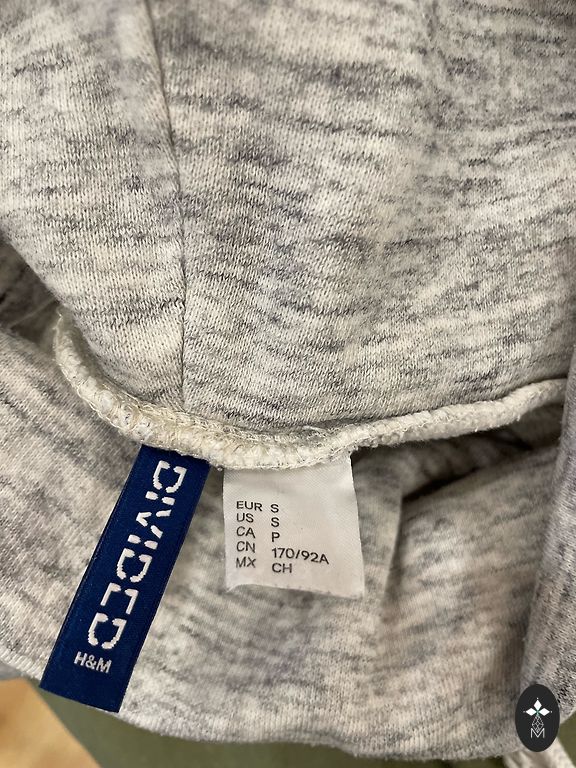 DIVIDED
H&M
EUR S
US S
CA P
CN 170/92A
MX CH
M